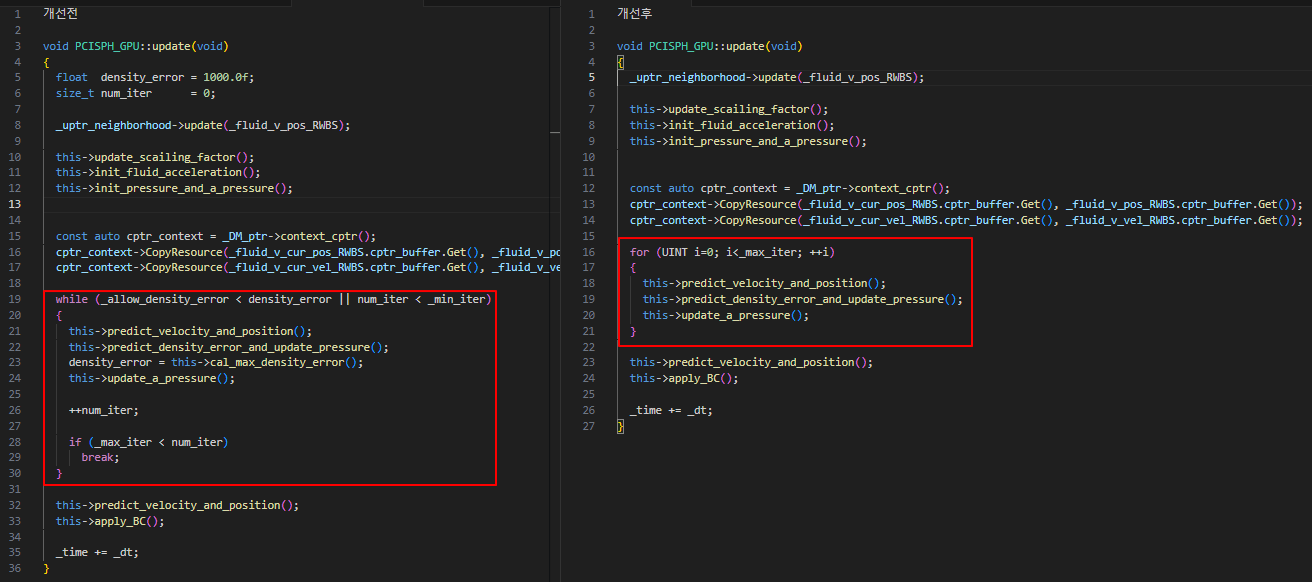 개선전
1
2
3 void PCISPH_GPU::update(void)
4 {
5 float density_error = 1000.0f;
6 size_t num_iter = 0;
7
8 _uptr_neighborhood->update(_fluid_v_pos_RWBS);
9
10 this->update_scailing_factor();
11 this->init_fluid_acceleration();
12 this->init_pressure_and_a_pressure();
13
14
15 const auto cptr_context = _DM_ptr->context_cptr();
16 cptr_context->CopyResource(_fluid_v_cur_pos_RWBS.cptr_buffer.Get(), _fluid_v_po
17 cptr_context->CopyResource(_fluid_v_cur_vel_RWBS.cptr_buffer.Get(), _fluid_v_ve
18
19 while (_allow_density_error < density_error || num_iter < _min_iter)
20 {
21 this->predict_velocity_and_position();
22 this->predict_density_error_and_update_pressure();
23 density_error = this->cal_max_density_error();
24 this->update_a_pressure();
25
26 ++num_iter;
27
28 if (_max_iter < num_iter)
29 break;
30 }
31
32 this->predict_velocity_and_position();
33 this->apply_BC();
34
35 _time += _dt;
36 }
개선후
1
2
3 void PCISPH_GPU::update(void)
4 {
5 _uptr_neighborhood->update(_fluid_v_pos_RWBS);
6
7 this->update_scailing_factor();
8 this->init_fluid_acceleration();
9 this->init_pressure_and_a_pressure();
10
11
12 const auto cptr_context = _DM_ptr->context_cptr();
13 cptr_context->CopyResource(_fluid_v_cur_pos_RWBS.cptr_buffer.Get(), _fluid_v_pos_RWBS.cptr_buffer.Get());
14 cptr_context->CopyResource(_fluid_v_cur_vel_RWBS.cptr_buffer.Get(), _fluid_v_vel_RWBS.cptr_buffer.Get());
15
16 for (UINT i=0; i<_max_iter; ++i)
17 {
18 this->predict_velocity_and_position();
19 this->predict_density_error_and_update_pressure();
20 this->update_a_pressure();
21 }
22
23 this->predict_velocity_and_position();
24 this->apply_BC();
25
26 _time += _dt;
27 }